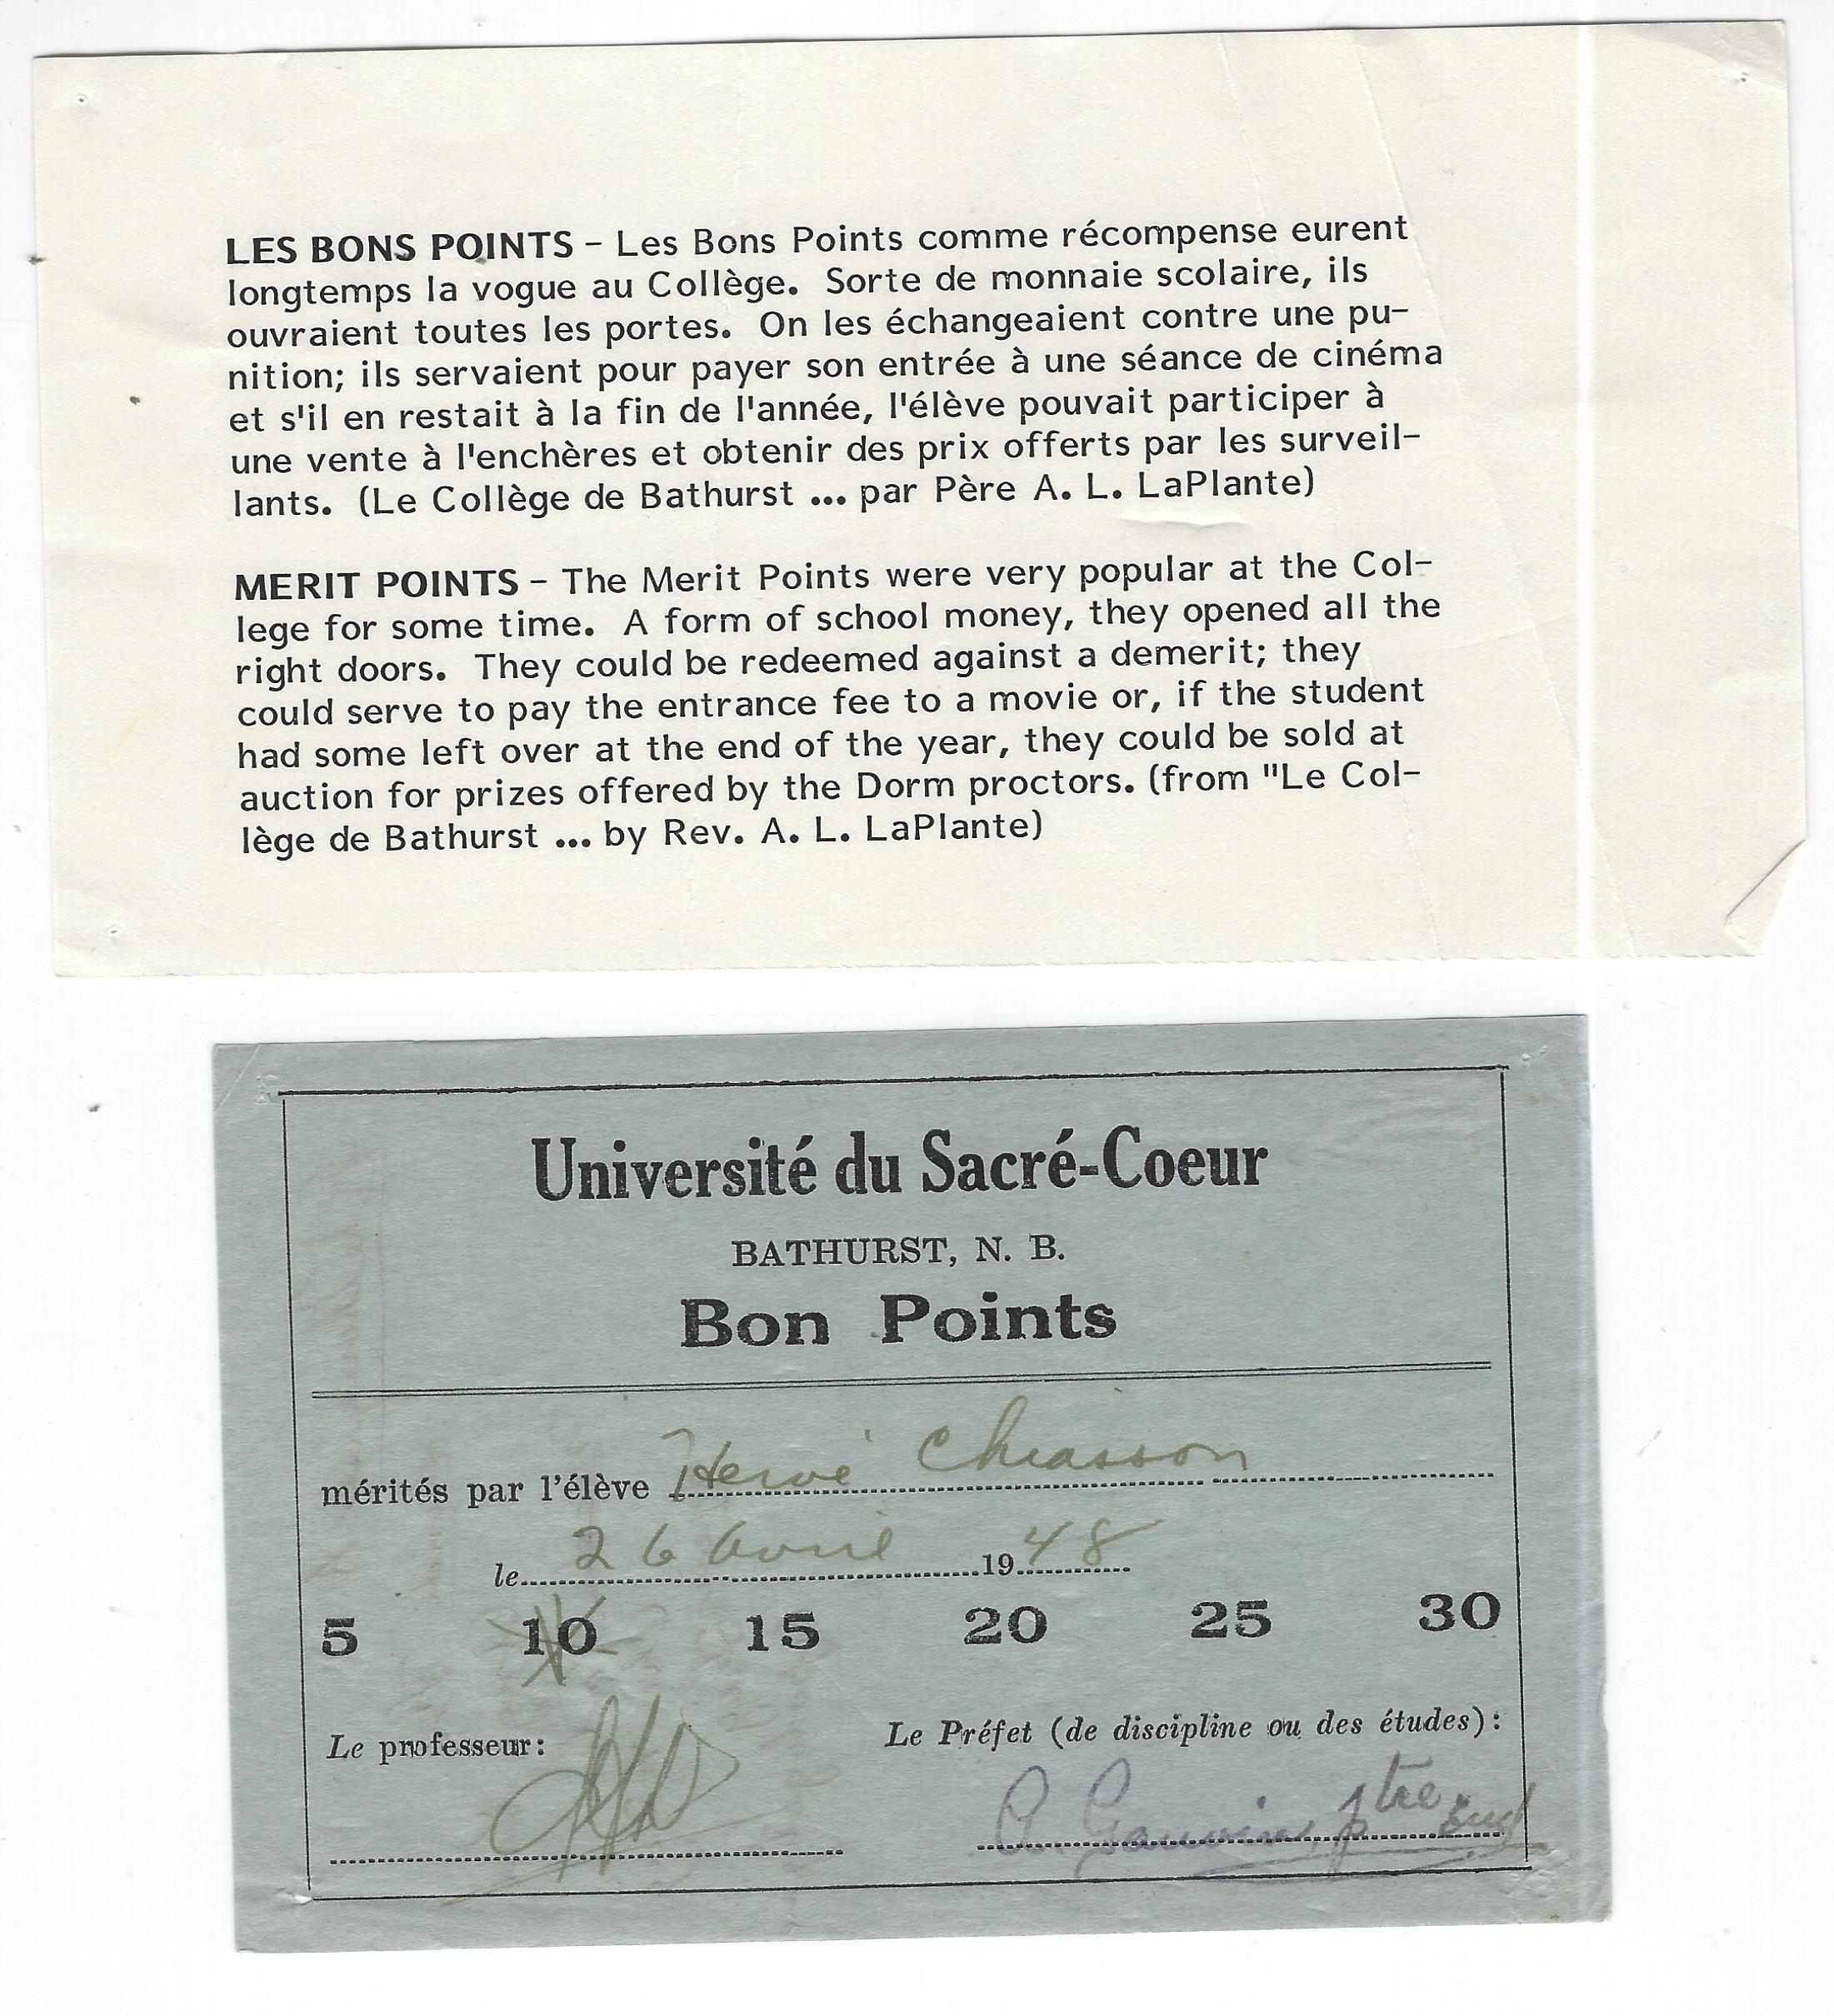 LES BONS POINTS - Les Bons Points comme récompense eurent
longtemps la vogue au Collège. Sorte de monnaie scolaire, ils
ouvraient toutes les portes. On les échangeaient contre une pu-
nition; ils servaient pour payer son entrée à une séance de cinéma
et s'il en restait à la fin de l'année, l'élève pouvait participer à
une vente à l'enchères et obtenir des prix offerts par les surveil-
lants. (Le Collège de Bathurst ... par Père A. L. LaPlante)
MERIT POINTS - The Merit Points were very popular at the Col-
lege for some time. A form of school money, they opened all the
right doors. They could be redeemed against a demerit; they
could serve to pay the entrance fee to a movie or, if the student
had some left over at the end of the year, they could be sold at
auction for prizes offered by the Dorm proctors. (from "Le Col-
lège de Bathurst ... by Rev. A. L. LaPlante)
Université du Sacré-Coeur
BATHURST, N. B.
Bon Points
mérités par l'élève Hervé Chiasson
le 26 avril 1948
5 10 15 20 25 30
Le professeur:
Le Préfet (de discipline ou des études):
Gauvin ptre